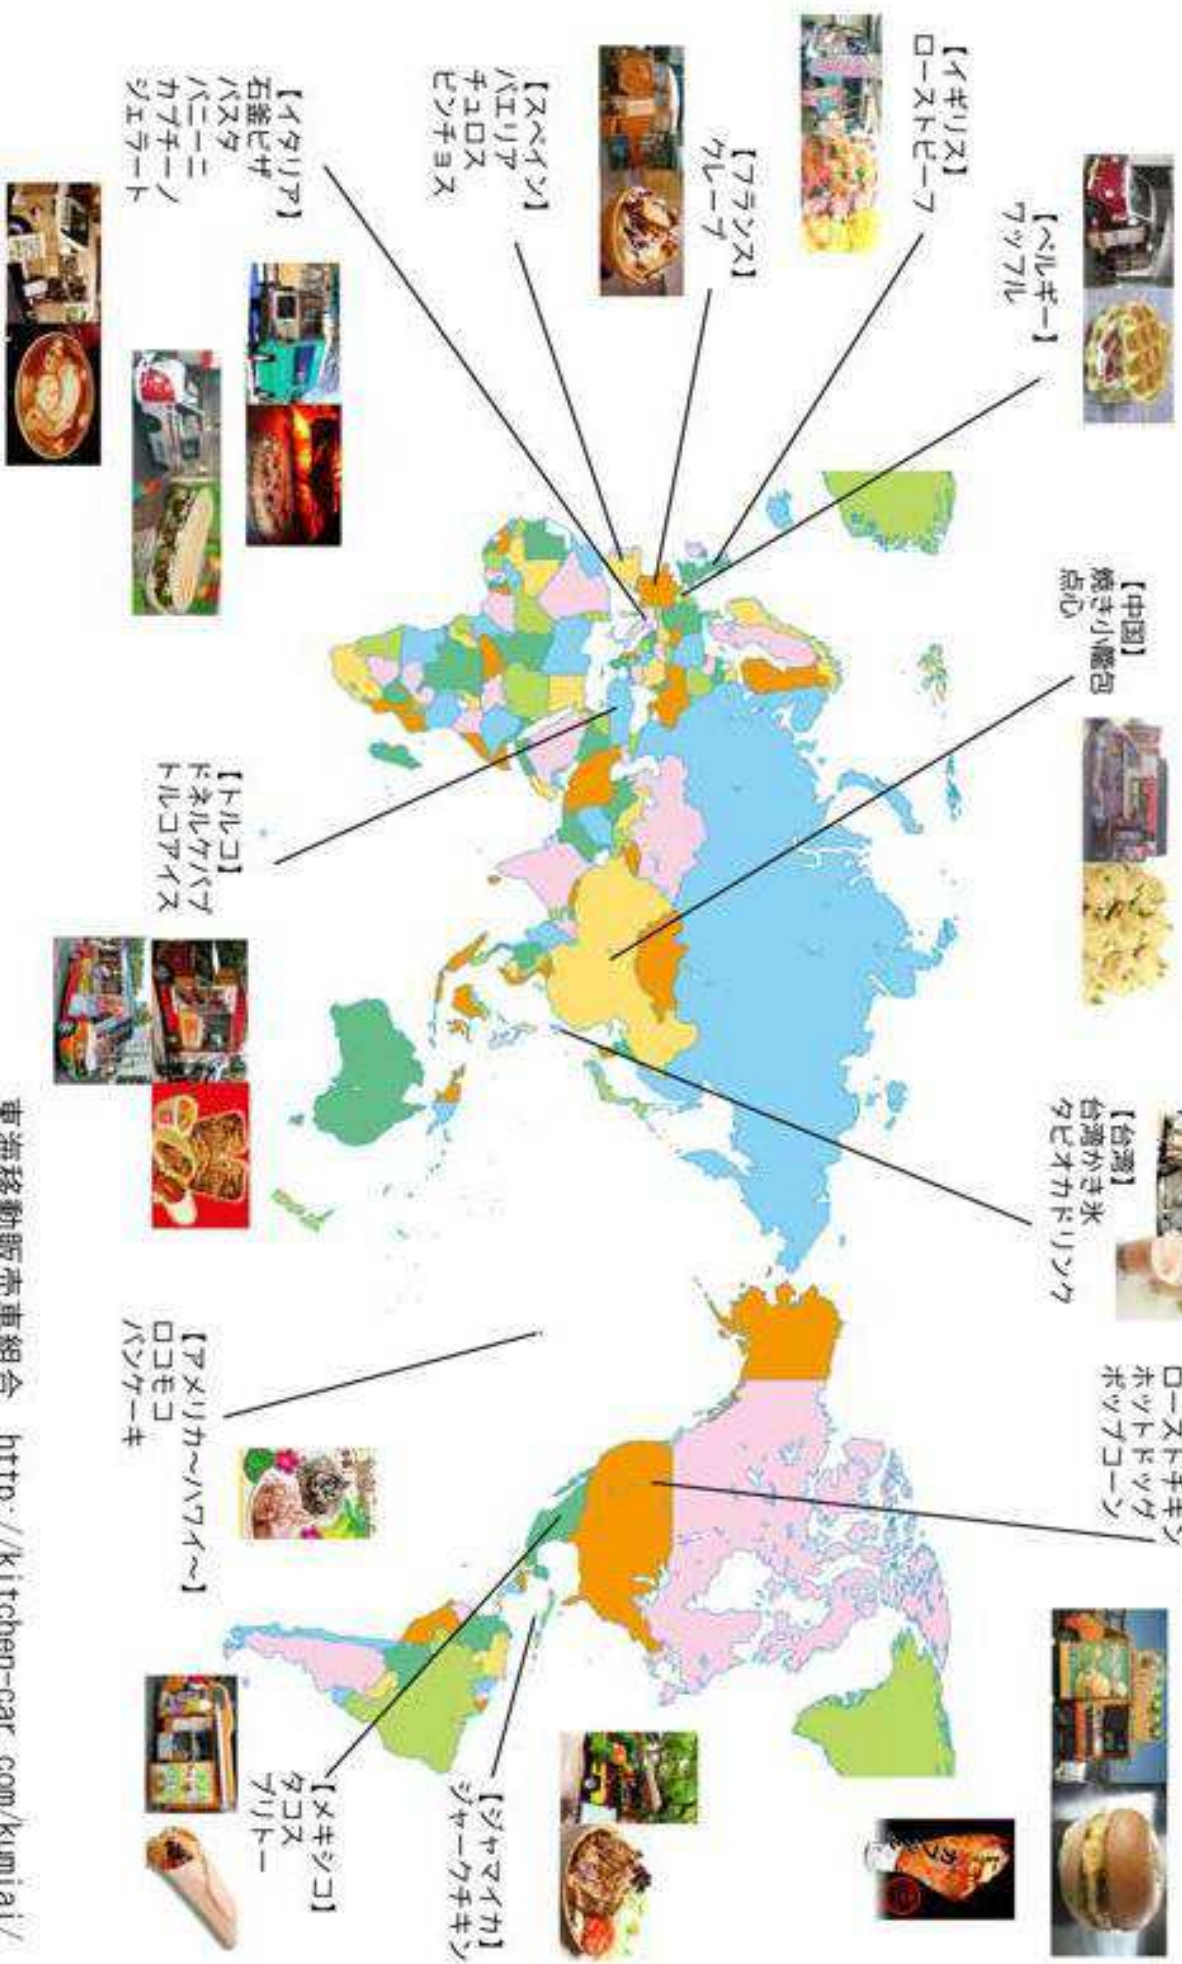 【ベルギー】
ワッフル
【イギリス】
ローストビーフ
【フランス】
クレープ
【スペイン】
パエリア
チュロス
ピンチョス
【イタリア】
石釜ピザ
パスタ
パニーニ
カプチーノ
ジェラート
【中国】
焼き小籠包
点心
【トルコ】
ドネルケバブ
トルコアイス
【台湾】
台湾かき氷
タピオカドリンク
ローストチキン
ホットドッグ
ポップコーン
【アメリカ～ハワイ～】
ロコモコ
パンケーキ
【ジャマイカ】
ジャークチキン
【メキシコ】
タコス
ブリトー
東海移動販売車組合 http://kitchen-car.com/kumiai/